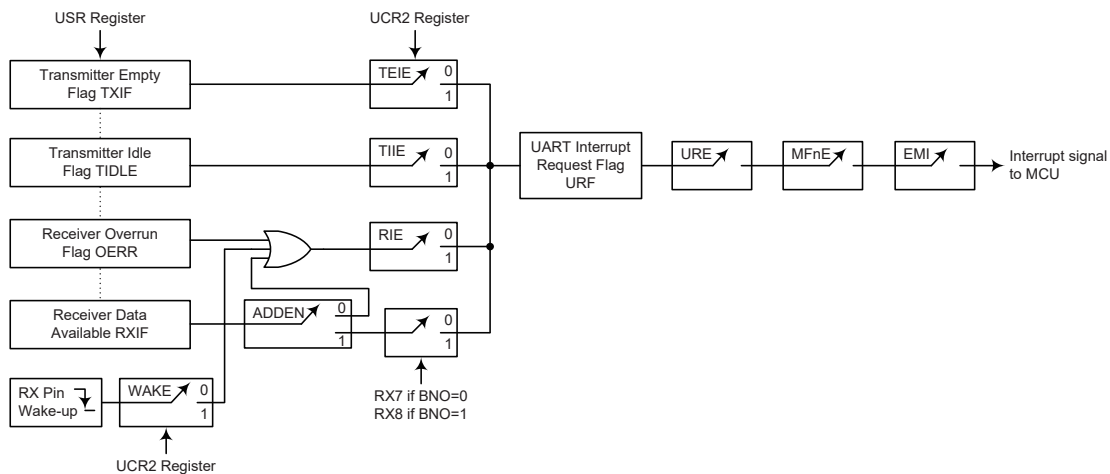 USR Register
UCR2 Register
Transmitter Empty
Flag TXIF
TEIE
0
1
Transmitter Idle
Flag TIDLE
TIIE
0
1
UART Interrupt
Request Flag
URF
URE
MFnE
EMI
Interrupt signal
to MCU
Receiver Overrun
Flag OERR
RIE
0
1
Receiver Data
Available RXIF
ADDEN
0
1
0
1
RX Pin
Wake-up
WAKE
0
1
RX7 if BNO=0
RX8 if BNO=1
UCR2 Register